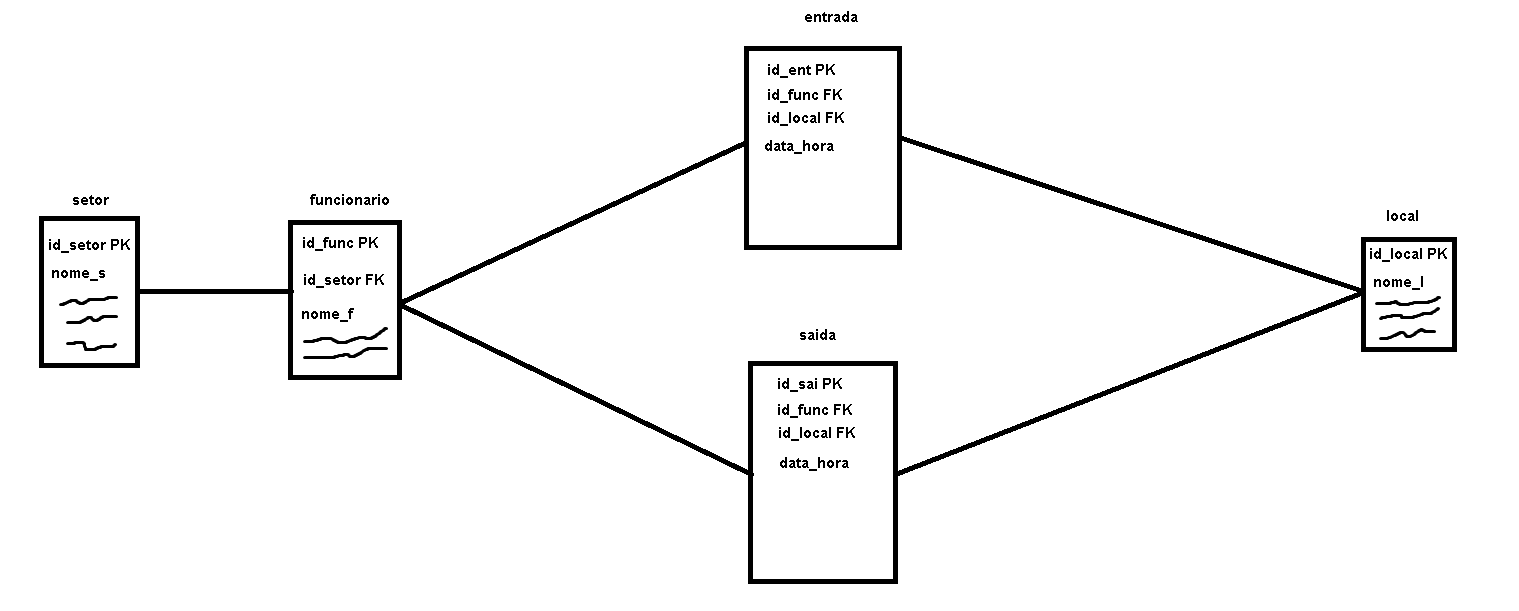 setor
id_setor PK
nome_s
funcionario
id_func PK
id_setor FK
nome_f
entrada
id_ent PK
id_func FK
id_local FK
data_hora
saida
id_sai PK
id_func FK
id_local FK
data_hora
local
id_local PK
nome_l